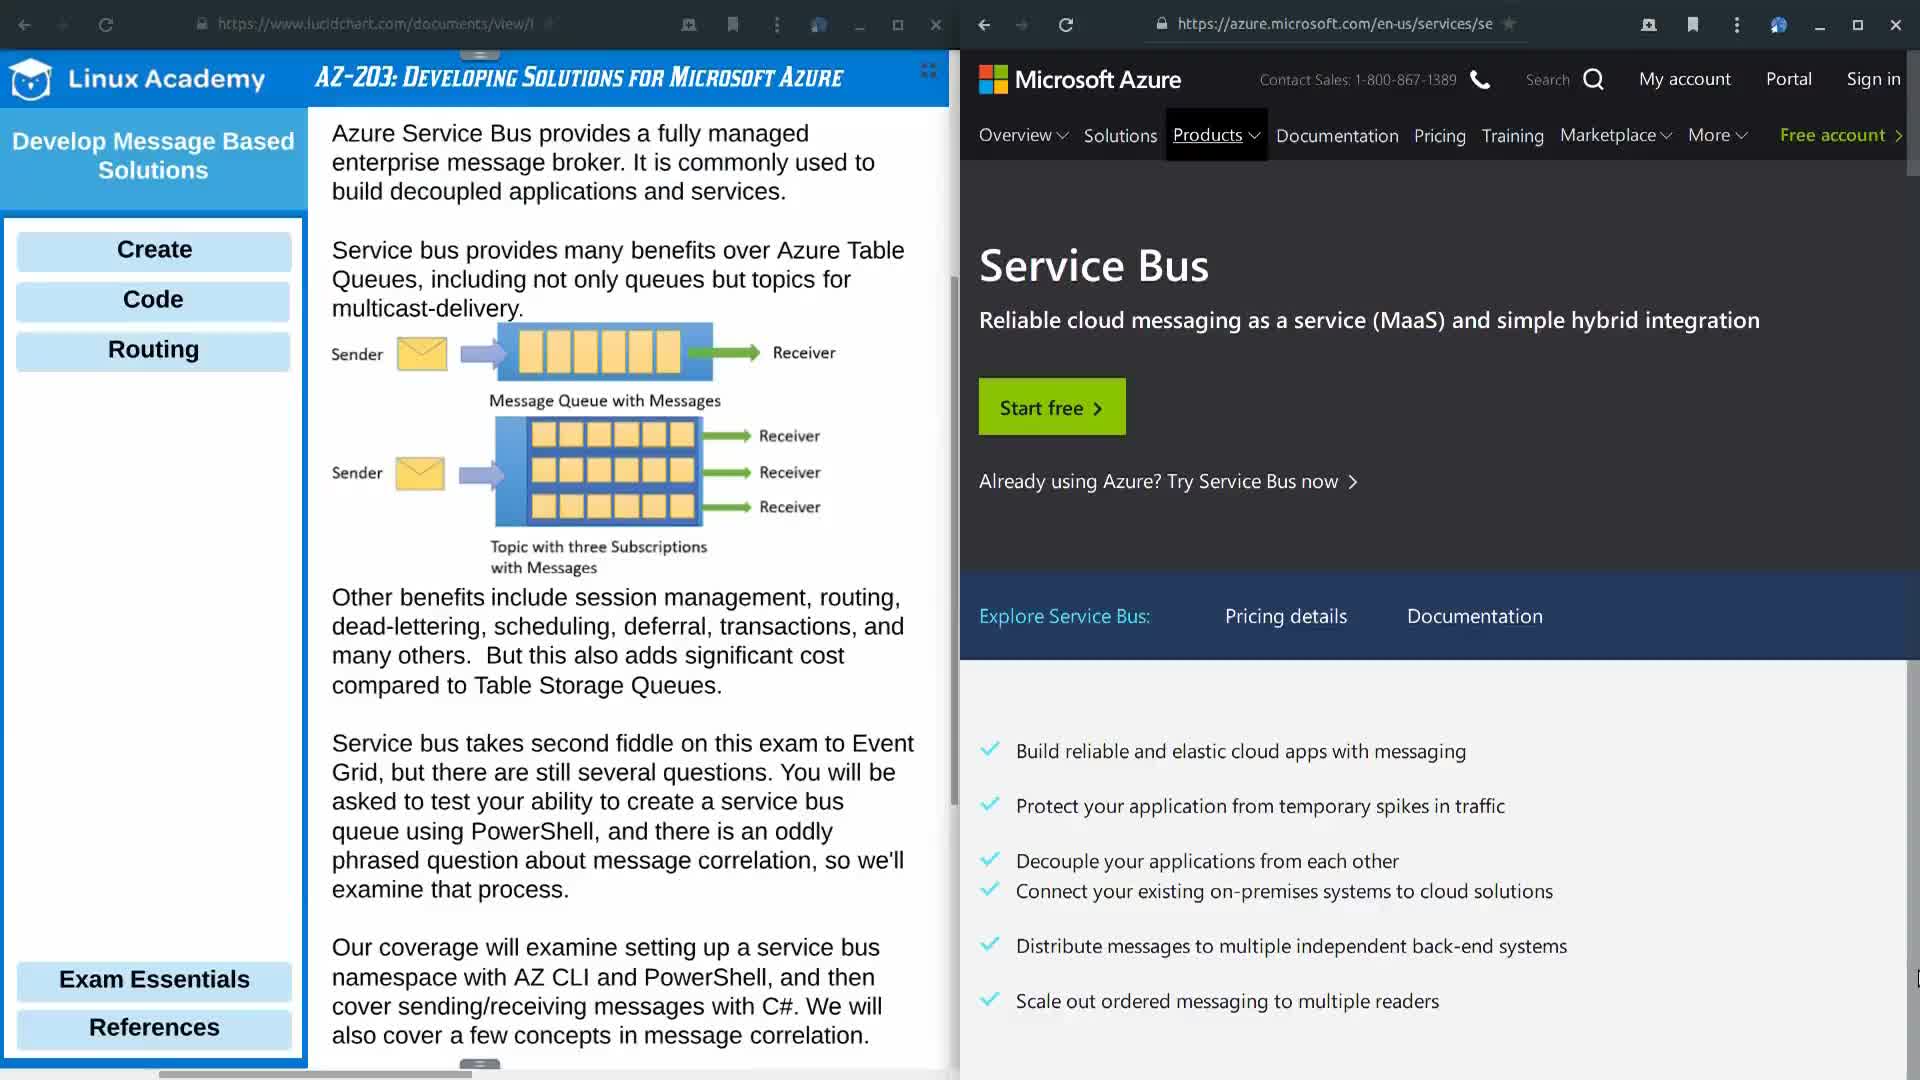 https://www.lucidchart.com/documents/view/
Linux Academy
AZ-203: Developing Solutions for Microsoft Azure
Develop Message Based
Solutions
Create
Code
Routing
Exam Essentials
References
Azure Service Bus provides a fully managed
enterprise message broker. It is commonly used to
build decoupled applications and services.
Service bus provides many benefits over Azure Table
Queues, including not only queues but topics for
multicast-delivery.
Sender
Receiver
Message Queue with Messages
Sender
Receiver
Receiver
Receiver
Topic with three Subscriptions
with Messages
Other benefits include session management, routing,
dead-lettering, scheduling, deferral, transactions, and
many others. But this also adds significant cost
compared to Table Storage Queues.
Service bus takes second fiddle on this exam to Event
Grid, but there are still several questions. You will be
asked to test your ability to create a service bus
queue using PowerShell, and there is an oddly
phrased question about message correlation, so we'll
examine that process.
Our coverage will examine setting up a service bus
namespace with AZ CLI and PowerShell, and then
cover sending/receiving messages with C#. We will
also cover a few concepts in message correlation.
https://azure.microsoft.com/en-us/services/se
Microsoft Azure
Contact Sales: 1-800-867-1389
Search
My account
Portal
Sign in
Overview
Solutions
Products
Documentation
Pricing
Training
Marketplace
More
Free account
Service Bus
Reliable cloud messaging as a service (MaaS) and simple hybrid integration
Start free
Already using Azure? Try Service Bus now
Explore Service Bus:
Pricing details
Documentation
Build reliable and elastic cloud apps with messaging
Protect your application from temporary spikes in traffic
Decouple your applications from each other
Connect your existing on-premises systems to cloud solutions
Distribute messages to multiple independent back-end systems
Scale out ordered messaging to multiple readers